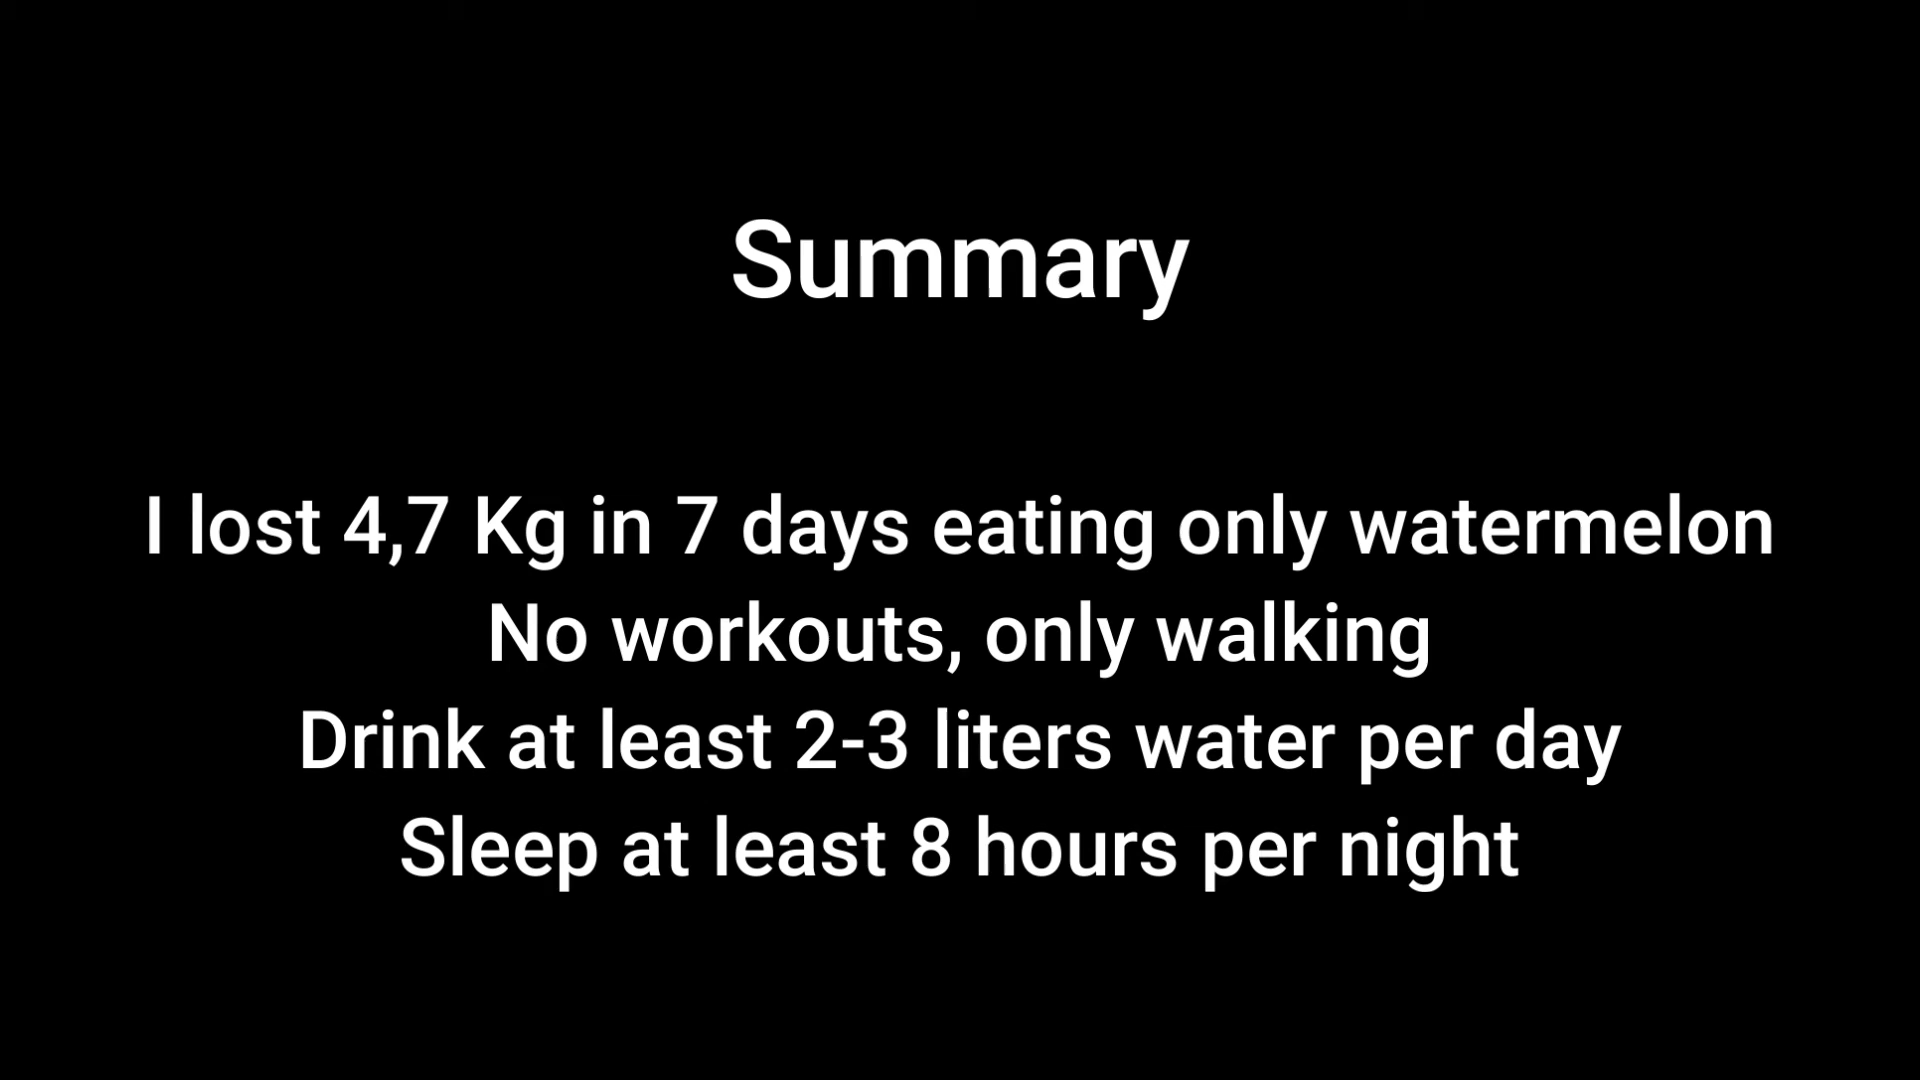 Summary
I lost 4,7 Kg in 7 days eating only watermelon
No workouts, only walking
Drink at least 2-3 liters water per day
Sleep at least 8 hours per night